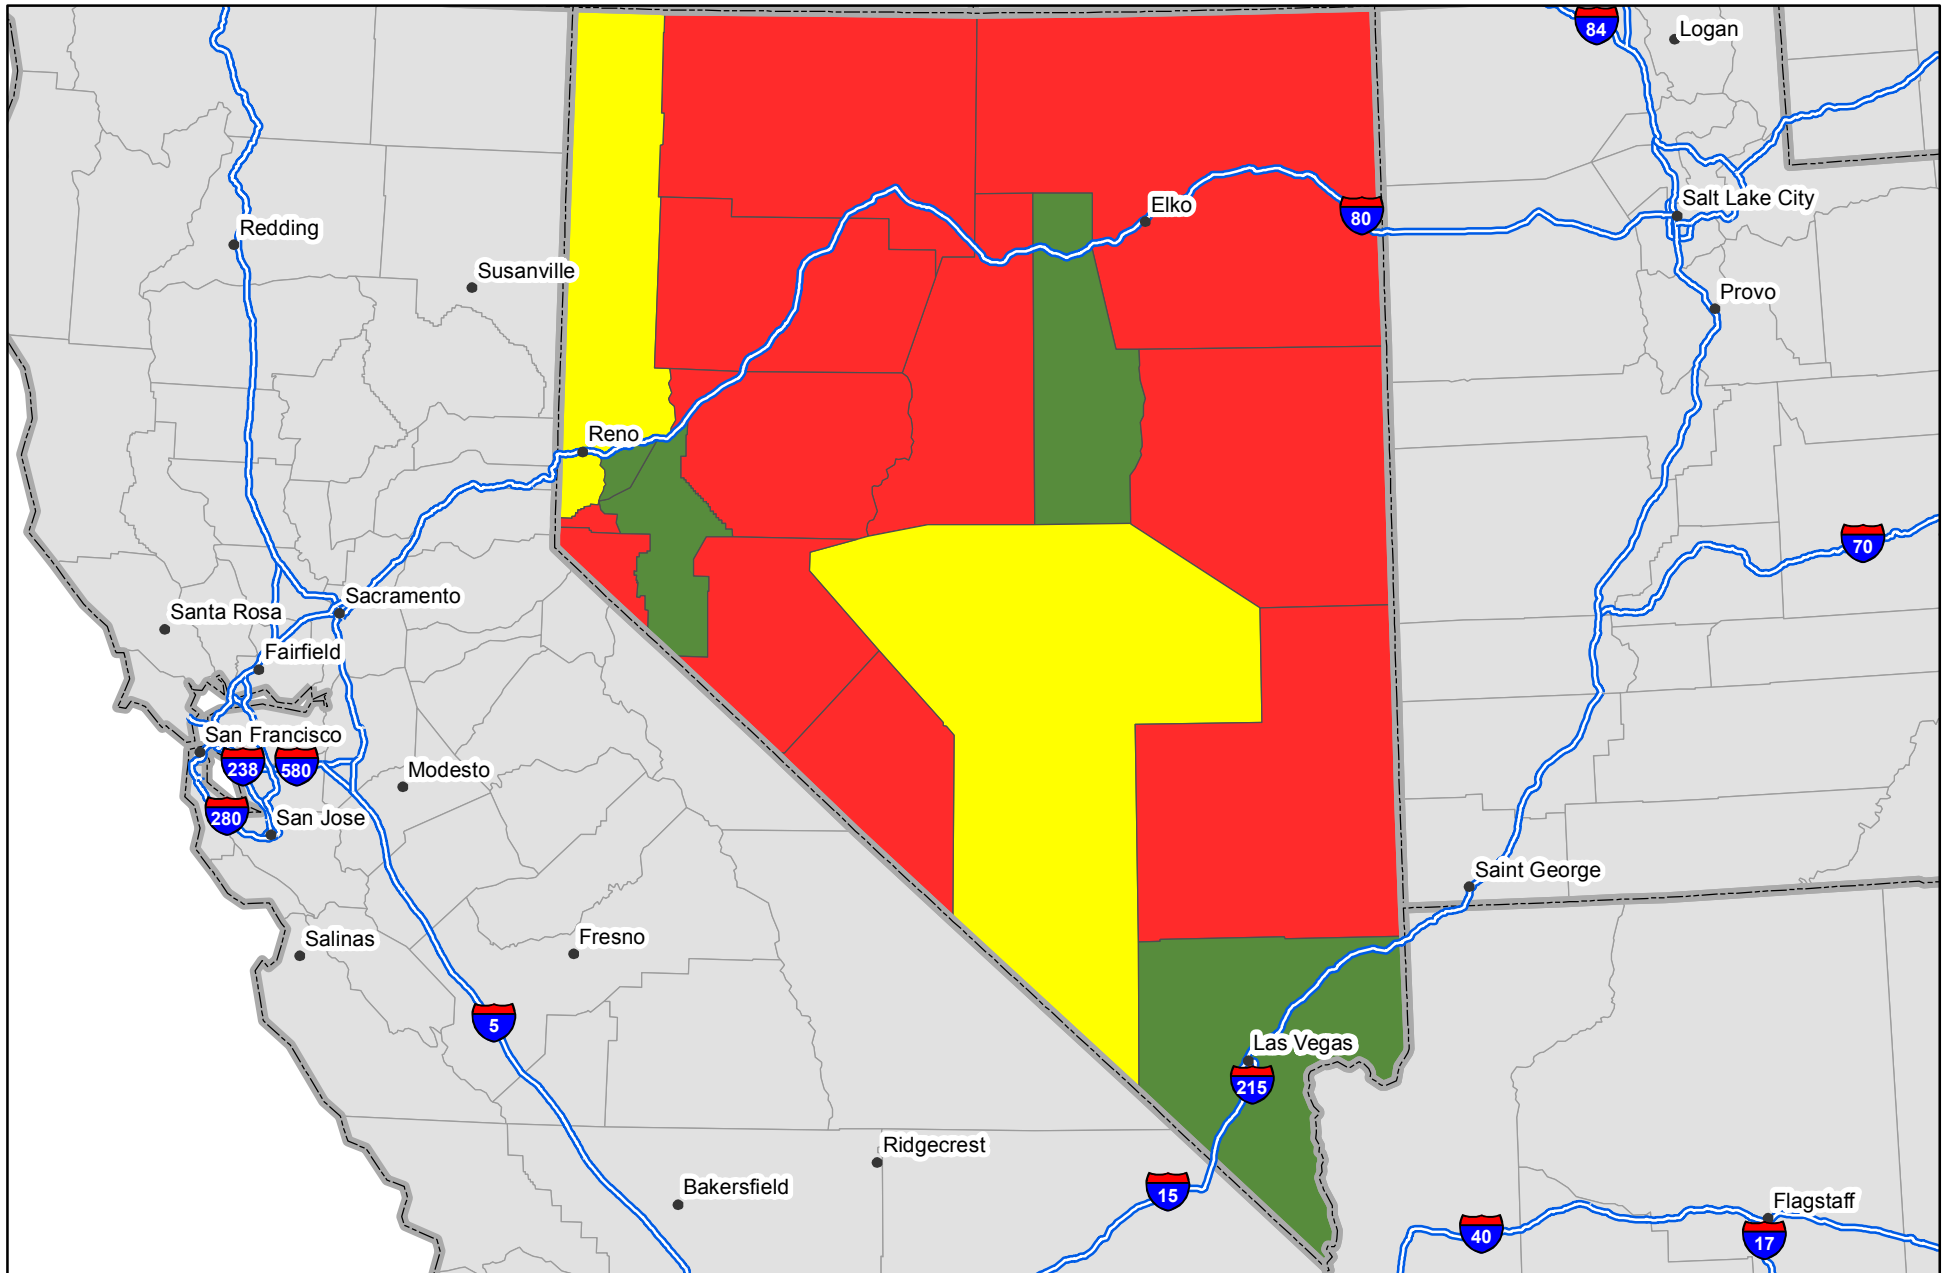 84
Logan
Elko
80
Salt Lake City
Redding
Susanville
Provo
Reno
70
Sacramento
Santa Rosa
Fairfield
San Francisco
238
580
Modesto
280
San Jose
Saint George
Salinas
Fresno
5
Las Vegas
215
Ridgecrest
Bakersfield
15
Flagstaff
40
17